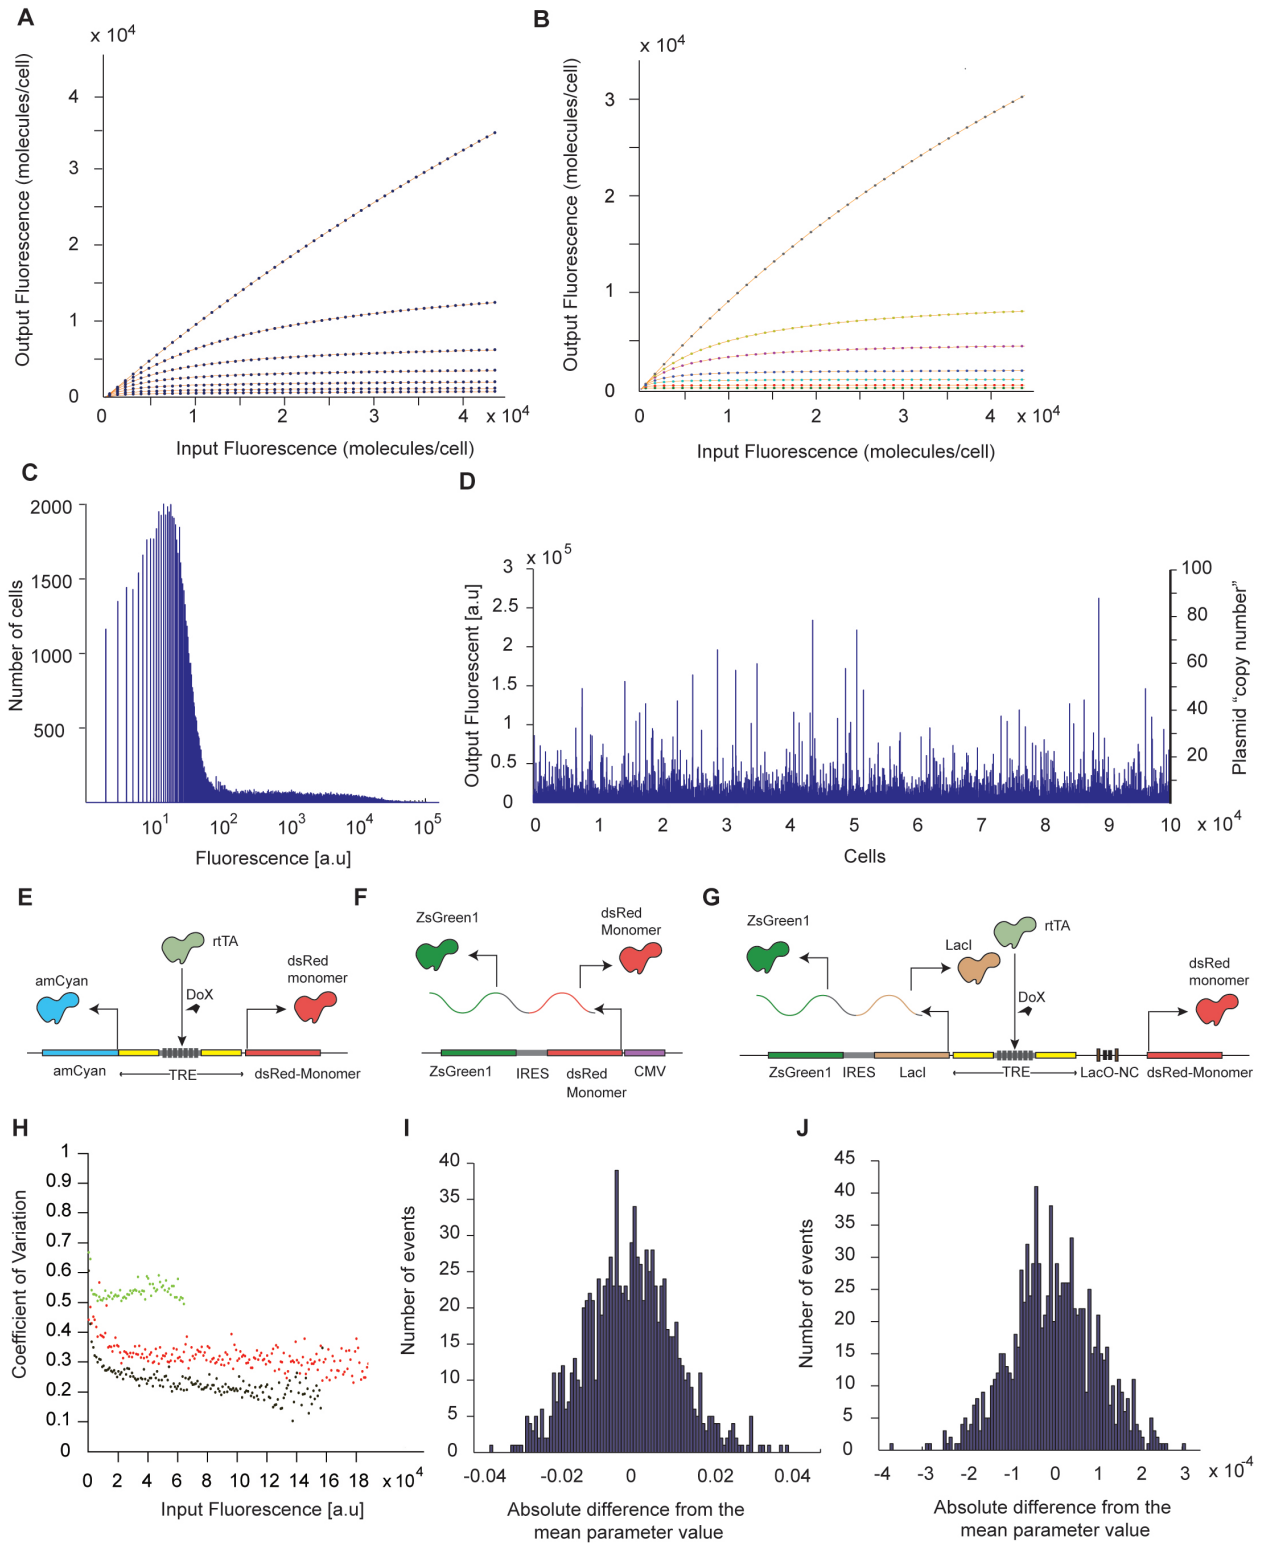 A
x 10^4
Output Fluorescence (molecules/cell)
4
3
2
1
0
0 1 2 3 4 x 10^4
Input Fluorescence (molecules/cell)
B
x 10^4
Output Fluorescence (molecules/cell)
3
2
1
0
0 1 2 3 4 x 10^4
Input Fluorescence (molecules/cell)
C
Number of cells
2000
1500
1000
500
10^1 10^2 10^3 10^4 10^5
Fluorescence [a.u]
D
x 10^5
Output Fluorescent [a.u]
3
2.5
2
1.5
1
0.5
0
0 1 2 3 4 5 6 7 8 9 10 x 10^4
Cells
100
80
60
40
20
Plasmid “copy number”
E
rtTA
amCyan
DoX
dsRed
monomer
amCyan
TRE
dsRed-Monomer
F
ZsGreen1
dsRed
Monomer
ZsGreen1
IRES
dsRed
Monomer
CMV
G
ZsGreen1
LacI
rtTA
DoX
dsRed
monomer
ZsGreen1
IRES
LacI
TRE
LacO-NC
dsRed-Monomer
H
Coefficient of Variation
1
0.9
0.8
0.7
0.6
0.5
0.4
0.3
0.2
0.1
0
0 2 4 6 8 10 12 14 16 18 x 10^4
Input Fluorescence [a.u]
I
Number of events
40
35
30
25
20
15
10
5
0
-0.04 -0.02 0 0.02 0.04
Absolute difference from the
mean parameter value
J
Number of events
45
40
35
30
25
20
15
10
5
0
-4 -3 -2 -1 0 1 2 3 x 10^-4
Absolute difference from the
mean parameter value